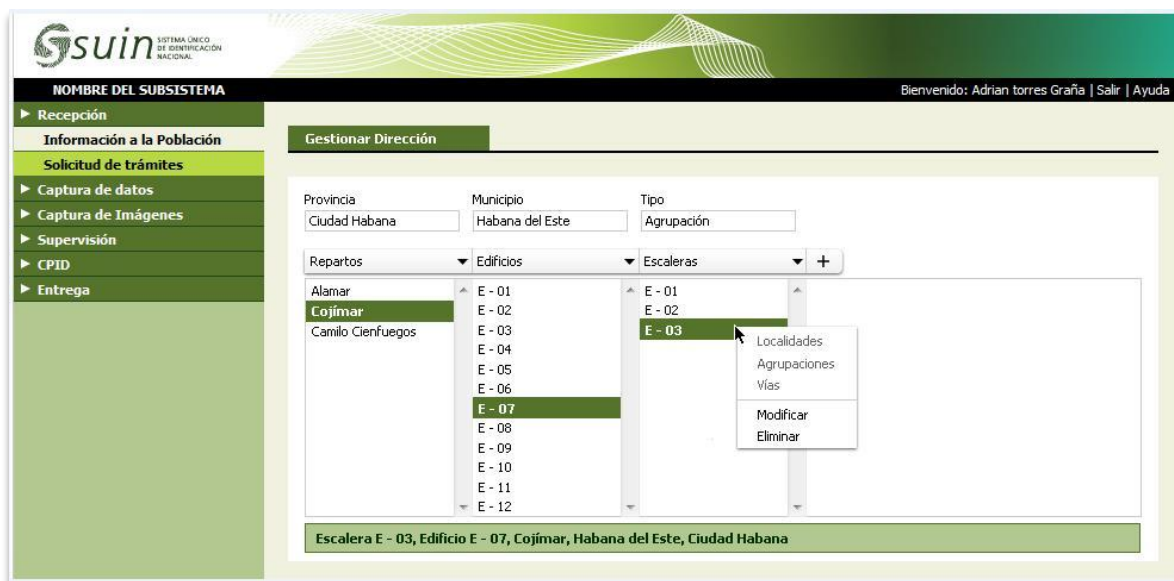 suin SISTEMA ÚNICO
DE IDENTIFICACIÓN
NACIONAL
NOMBRE DEL SUBSISTEMA
Bienvenido: Adrian torres Graña | Salir | Ayuda
Recepción
Información a la Población
Solicitud de trámites
Captura de datos
Captura de Imágenes
Supervisión
CPID
Entrega
Gestionar Dirección
Provincia Municipio Tipo
Ciudad Habana Habana del Este Agrupación
Repartos Edificios Escaleras +
Alamar E - 01 E - 01
Cojímar E - 02 E - 02
Camilo Cienfuegos E - 03 E - 03
E - 04
E - 05
E - 06
E - 07
E - 08
E - 09
E - 10
E - 11
E - 12
Localidades
Agrupaciones
Vías
Modificar
Eliminar
Escalera E - 03, Edificio E - 07, Cojímar, Habana del Este, Ciudad Habana